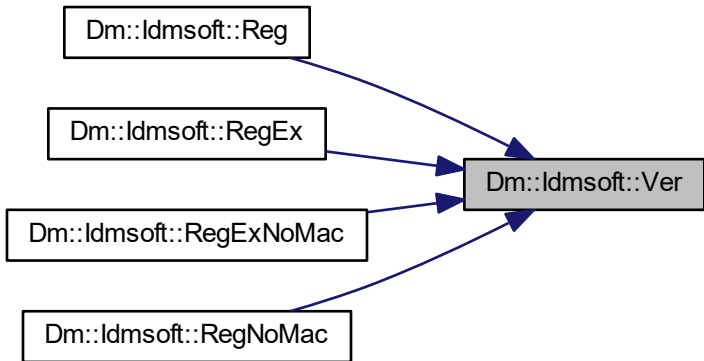 Dm::Idmsoft::Reg
Dm::Idmsoft::RegEx
Dm::Idmsoft::Ver
Dm::Idmsoft::RegExNoMac
Dm::Idmsoft::RegNoMac